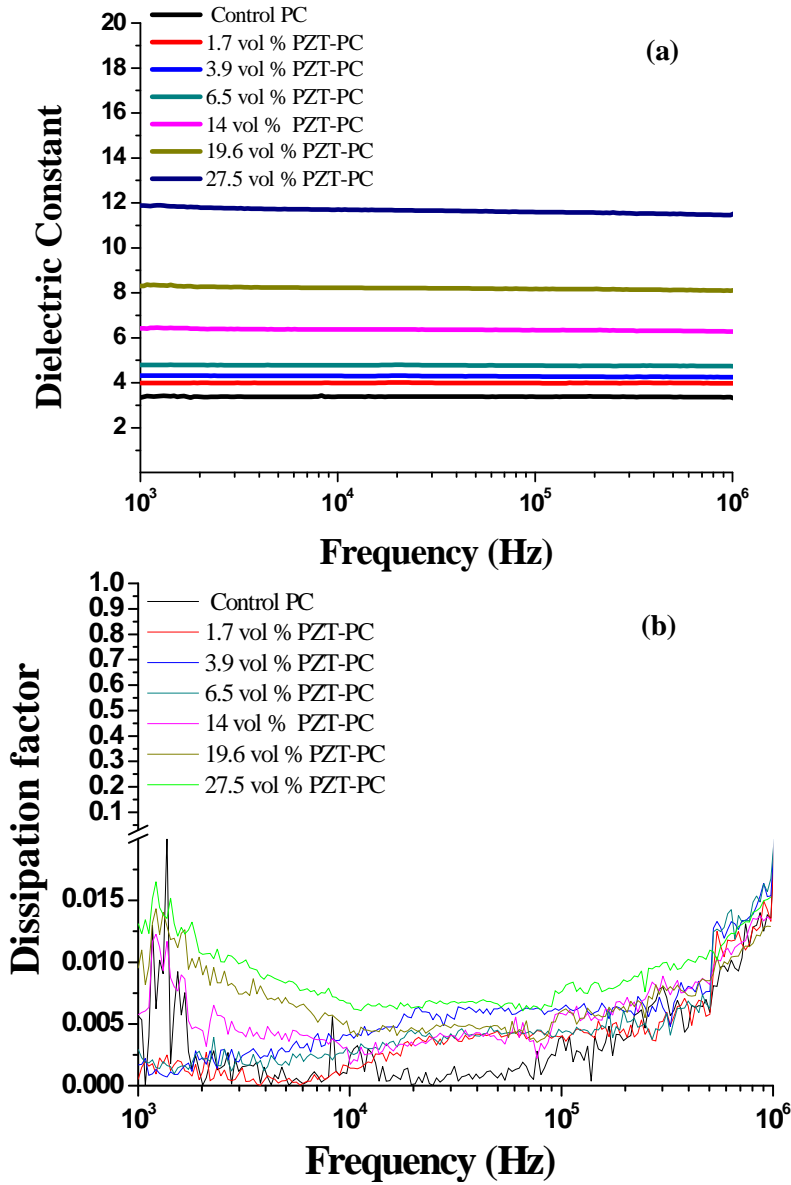 Control PC
1.7 vol % PZT-PC
3.9 vol % PZT-PC
6.5 vol % PZT-PC
14 vol % PZT-PC
19.6 vol % PZT-PC
27.5 vol % PZT-PC
(a)
20
18
16
14
12
10
8
6
4
2
Dielectric Constant
10³
10⁴
10⁵
10⁶
Frequency (Hz)
Control PC
1.7 vol % PZT-PC
3.9 vol % PZT-PC
6.5 vol % PZT-PC
14 vol % PZT-PC
19.6 vol % PZT-PC
27.5 vol % PZT-PC
(b)
1.0
0.9
0.8
0.7
0.6
0.5
0.4
0.3
0.2
0.1
0.015
0.010
0.005
0.000
Dissipation factor
10³
10⁴
10⁵
10⁶
Frequency (Hz)